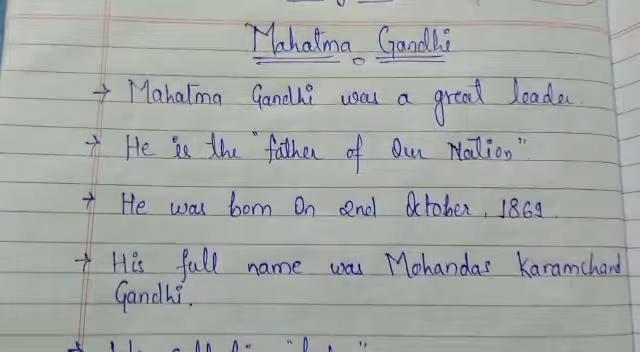 Mahatma Gandhi
→ Mahatma Gandhi was a great leader.
→ He is the "father of Our Nation"
→ He was born On 2nd October, 1869.
→ His full name was Mohandas Karamchand
Gandhi.